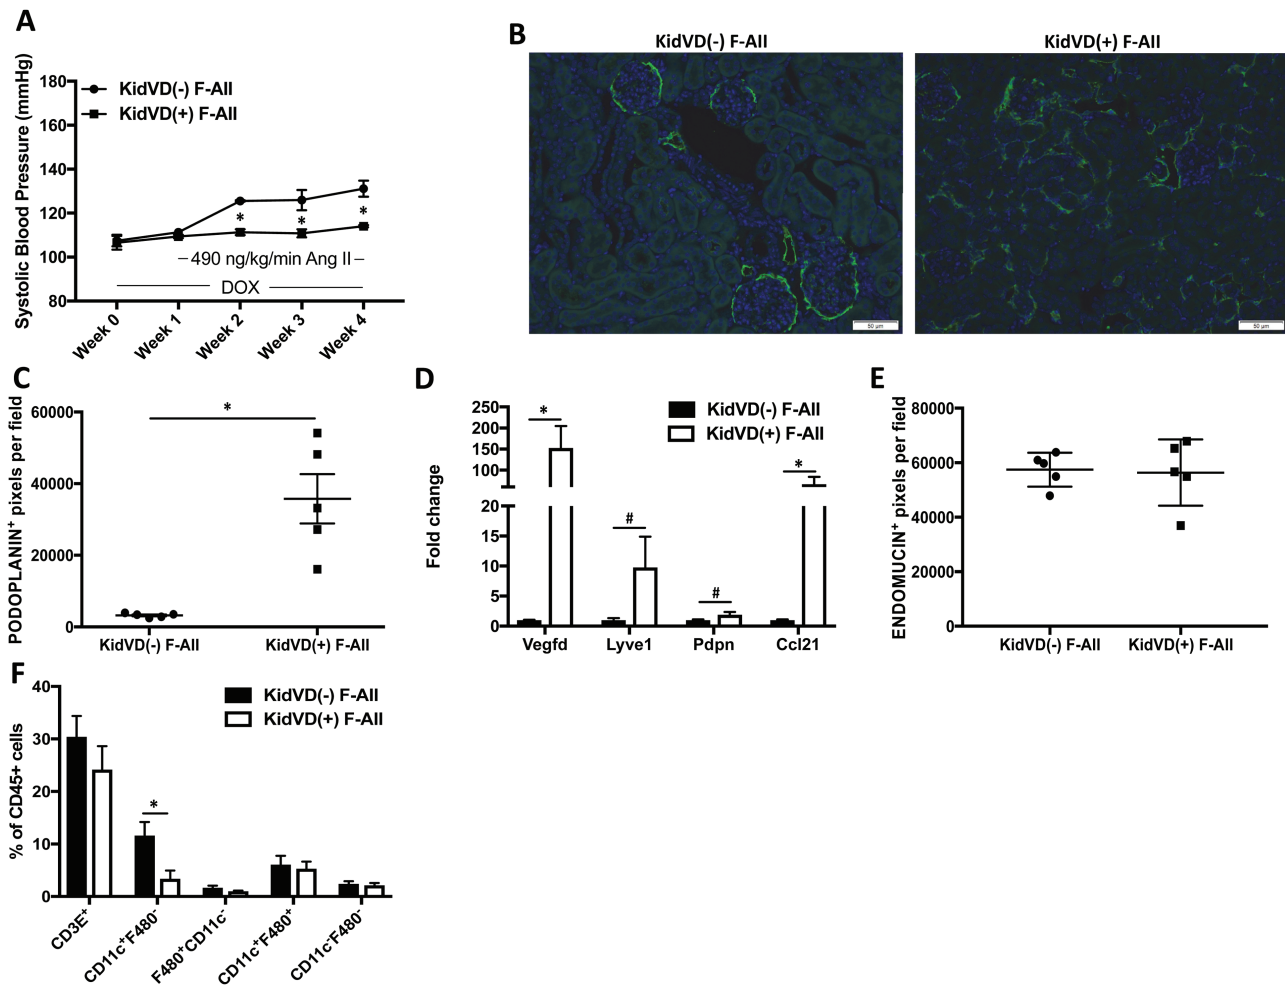 A
Systolic Blood Pressure (mmHg)
180
160
140
120
100
80
KidVD(-) F-AII
KidVD(+) F-AII
*
*
*
490 ng/kg/min Ang II
DOX
Week 0
Week 1
Week 2
Week 3
Week 4
B
KidVD(-) F-AII
KidVD(+) F-AII
50 μm
50 μm
C
PODOPLANIN⁺ pixels per field
60000
40000
20000
0
*
KidVD(-) F-AII
KidVD(+) F-AII
D
Fold change
250
200
150
100
20
15
10
5
0
KidVD(-) F-AII
KidVD(+) F-AII
*
#
#
*
Vegfd
Lyve1
Pdpn
Ccl21
E
ENDOMUCIN⁺ pixels per field
80000
60000
40000
20000
0
KidVD(-) F-AII
KidVD(+) F-AII
F
% of CD45+ cells
40
30
20
10
0
KidVD(-) F-AII
KidVD(+) F-AII
*
CD3E⁺
CD11c⁺F480⁻
F480⁺CD11c⁻
CD11c⁺F480⁺
CD11c⁻F480⁻